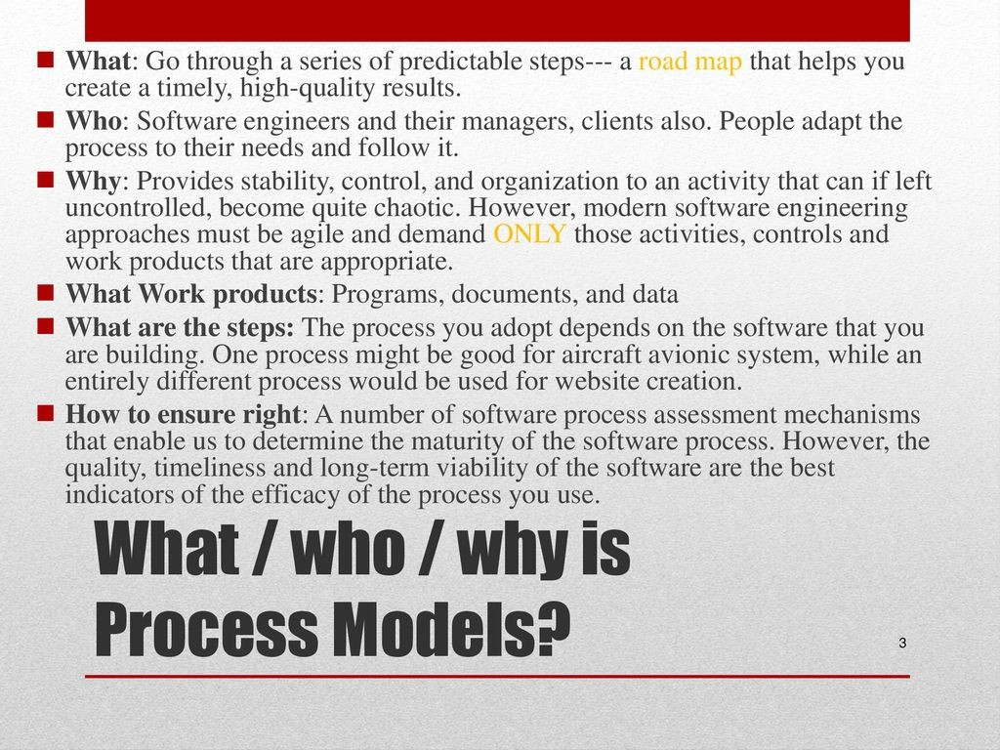 What: Go through a series of predictable steps--- a road map that helps you
create a timely, high-quality results.
Who: Software engineers and their managers, clients also. People adapt the
process to their needs and follow it.
Why: Provides stability, control, and organization to an activity that can if left
uncontrolled, become quite chaotic. However, modern software engineering
approaches must be agile and demand ONLY those activities, controls and
work products that are appropriate.
What Work products: Programs, documents, and data
What are the steps: The process you adopt depends on the software that you
are building. One process might be good for aircraft avionic system, while an
entirely different process would be used for website creation.
How to ensure right: A number of software process assessment mechanisms
that enable us to determine the maturity of the software process. However, the
quality, timeliness and long-term viability of the software are the best
indicators of the efficacy of the process you use.
What / who / why is
Process Models?
3